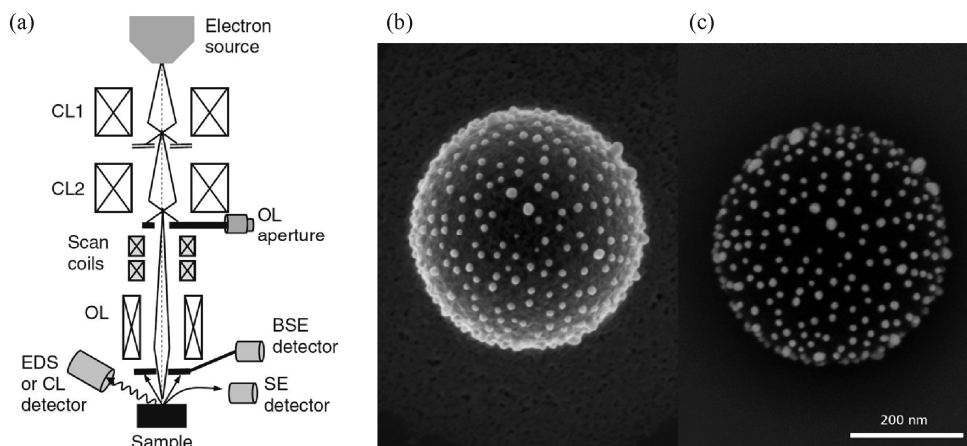 (a)
(b)
(c)
Electron
source
CL1
CL2
OL
aperture
Scan
coils
OL
BSE
detector
EDS
or CL
detector
SE
detector
Sample
200 nm